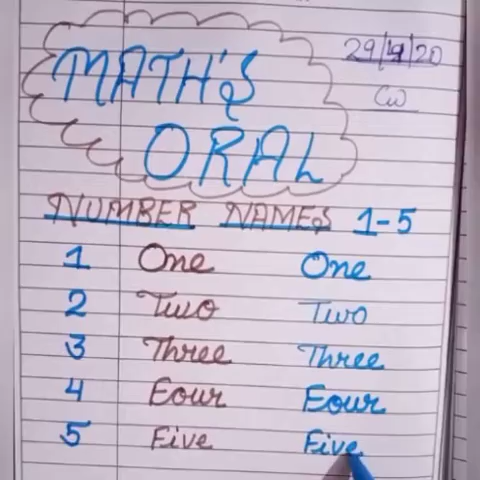 MATH'S
29/9/20
CW
ORAL
NUMBER NAMES 1-5
1 One One
2 Two Two
3 Three Three
4 Four Four
5 Five Five